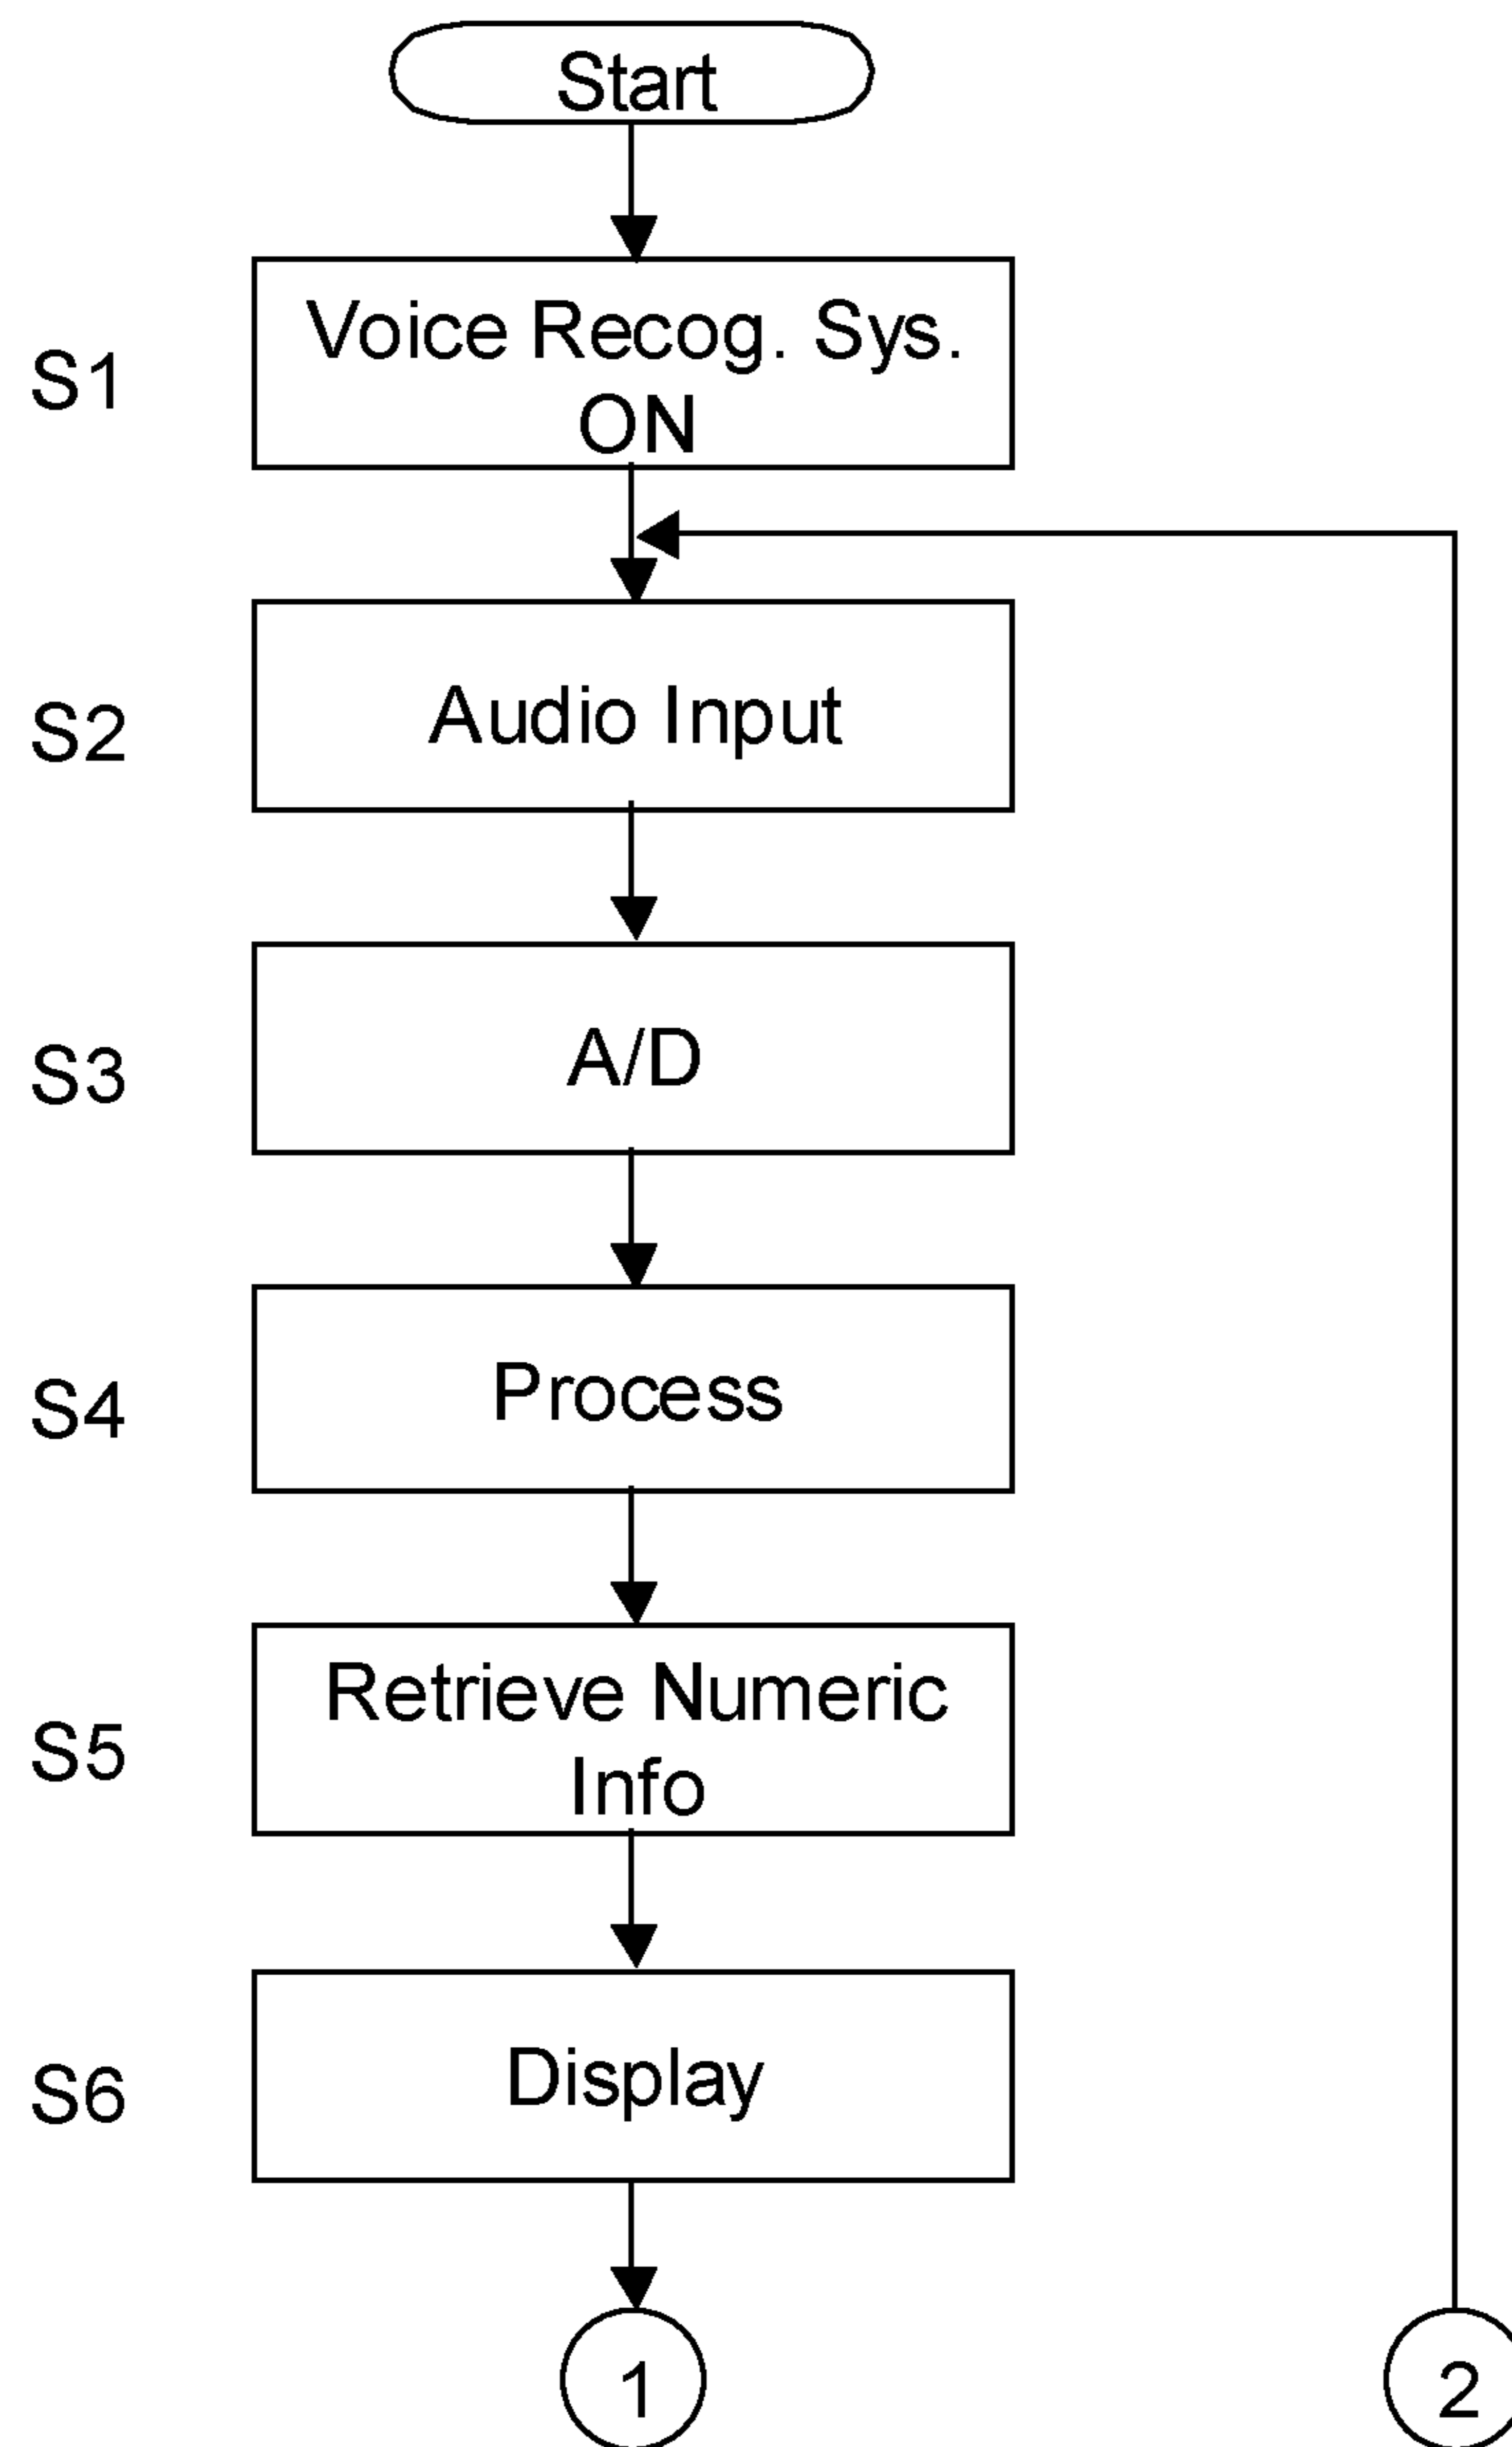 Start
S1
Voice Recog. Sys.
ON
S2
Audio Input
S3
A/D
S4
Process
S5
Retrieve Numeric
Info
S6
Display
1
2